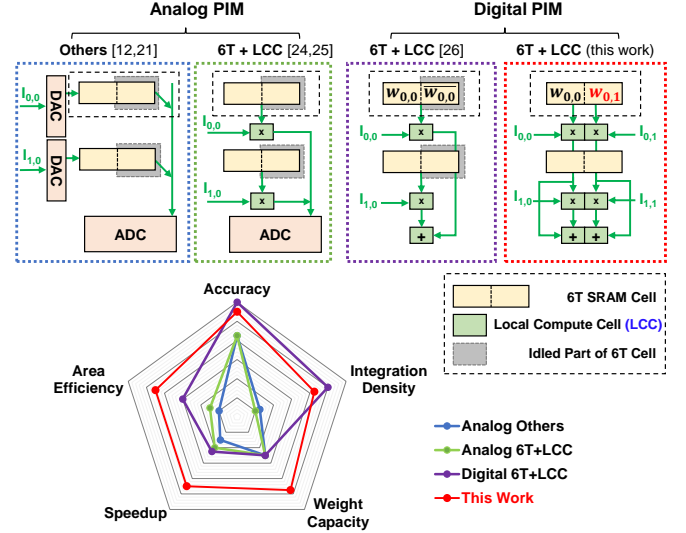 Analog PIM
Digital PIM
Others [12,21]
6T + LCC [24,25]
6T + LCC [26]
6T + LCC (this work)
I0,0
DAC
I1,0
DAC
ADC
I0,0
x
I1,0
x
ADC
w0,0 w0,0
I0,0
x
I1,0
x
+
w0,0 w0,1
I0,0
x x
I0,1
I1,0
x x
I1,1
+ +
6T SRAM Cell
Local Compute Cell (LCC)
Idled Part of 6T Cell
Accuracy
Area
Efficiency
Integration
Density
Speedup
Weight
Capacity
Analog Others
Analog 6T+LCC
Digital 6T+LCC
This Work